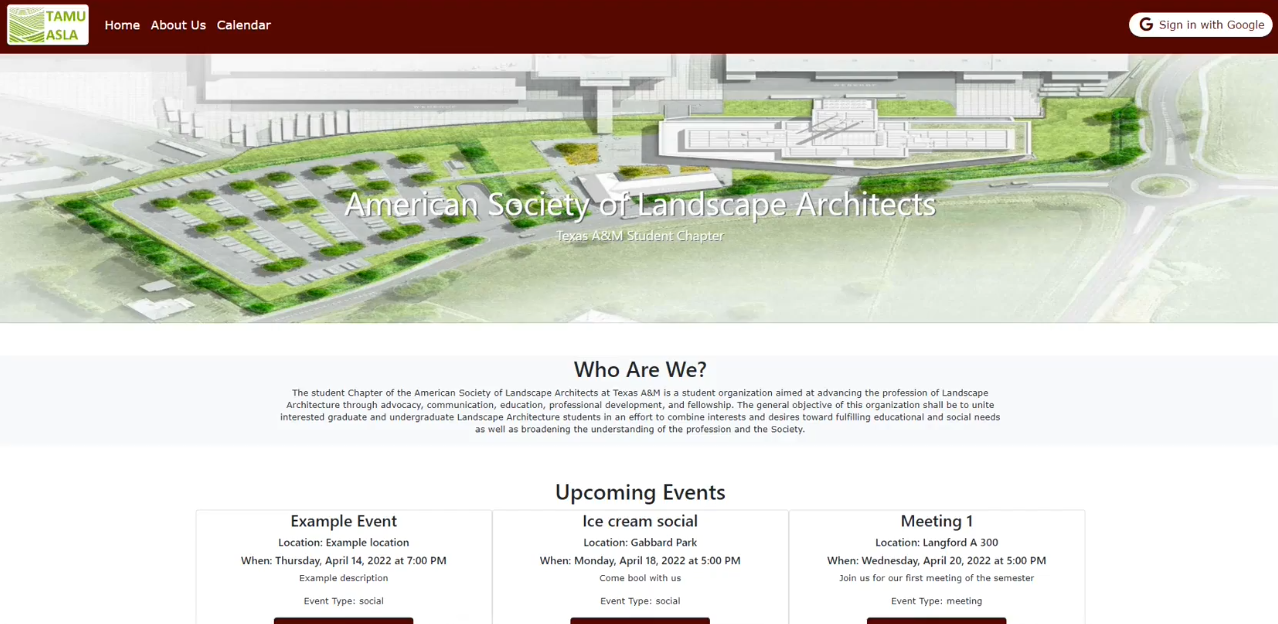 TAMU
ASLA
Home About Us Calendar
Sign in with Google
American Society of Landscape Architects
Texas A&M Student Chapter
Who Are We?
The student Chapter of the American Society of Landscape Architects at Texas A&M is a student organization aimed at advancing the profession of Landscape
Architecture through advocacy, communication, education, professional development, and fellowship. The general objective of this organization shall be to unite
interested graduate and undergraduate Landscape Architecture students in an effort to combine interests and desires toward fulfilling educational and social needs
as well as broadening the understanding of the profession and the Society.
Upcoming Events
Example Event
Location: Example location
When: Thursday, April 14, 2022 at 7:00 PM
Example description
Event Type: social
Ice cream social
Location: Gabbard Park
When: Monday, April 18, 2022 at 5:00 PM
Come bool with us
Event Type: social
Meeting 1
Location: Langford A 300
When: Wednesday, April 20, 2022 at 5:00 PM
Join us for our first meeting of the semester
Event Type: meeting